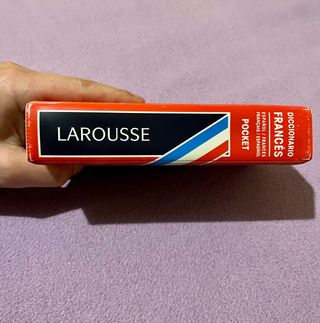 LAROUSSE
DICCIONARIO
FRANCÉS
ESPAÑOL / FRANCÉS
FRANÇAIS / ESPAGNOL
POCKET